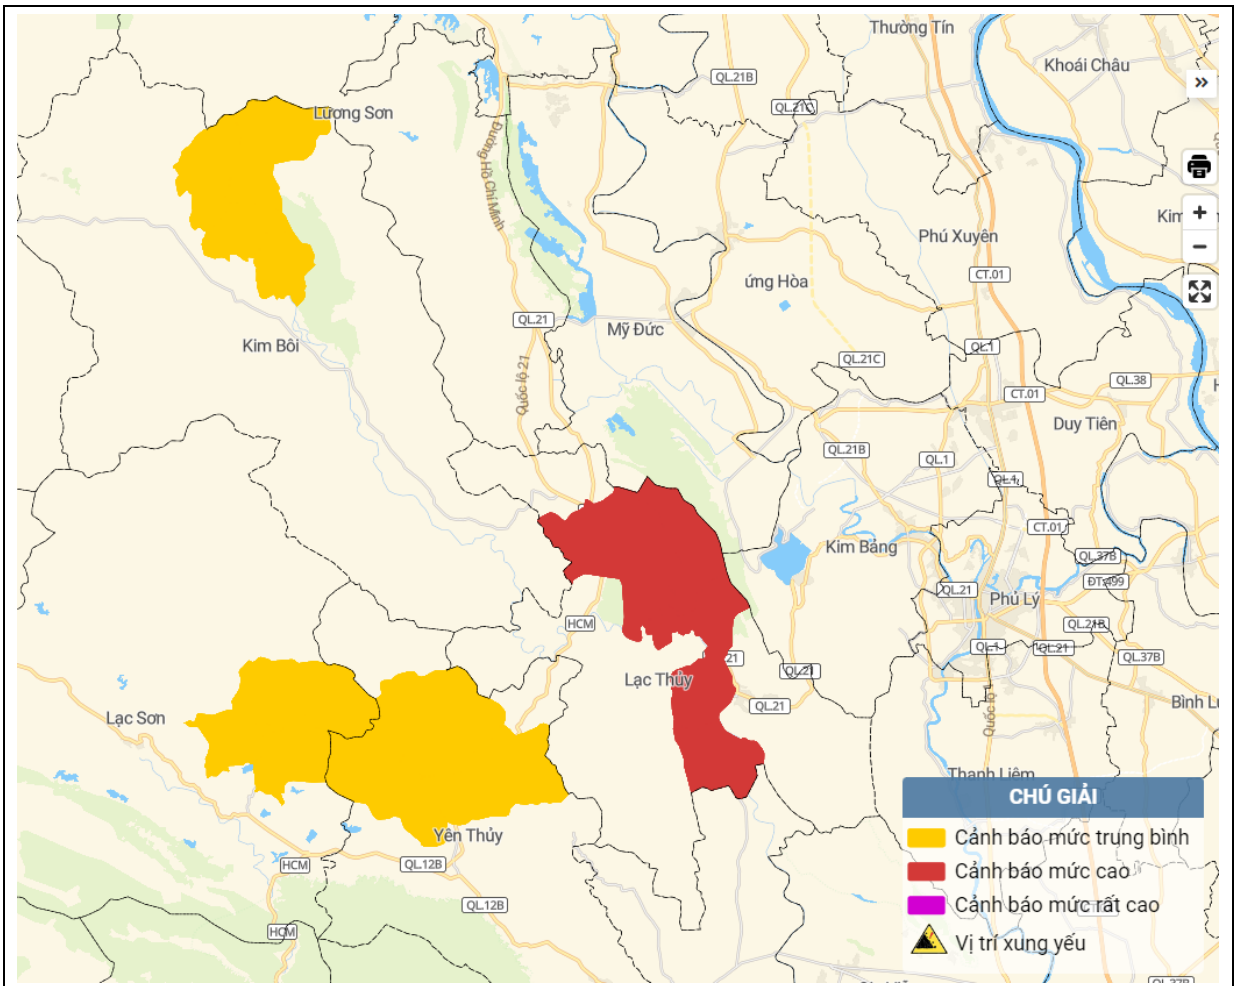 Thường Tín
Khoái Châu
QL.21B
QL.21C
Lương Sơn
Đường Hồ Chí Minh
Phú Xuyên
CT.01
ứng Hòa
QL.21
Mỹ Đức
Kim Bôi
QL.1
QL.21C
QL.38
Quốc lộ 21
CT.01
Duy Tiên
QL.21B
QL.1
QL.1
CT.01
Kim Bảng
QL.37B
ĐT.499
QL.21
Phủ Lý
HCM
QL.21B
QL.1
QL.21
QL.37B
21
QL.21
Lạc Thủy
QL.21
Quốc lộ
Lạc Sơn
Thanh Liêm
CHÚ GIẢI
Cảnh báo mức trung bình
Yên Thủy
HCM
QL.12B
Cảnh báo mức cao
QL.12B
Cảnh báo mức rất cao
HCM
Vị trí xung yếu